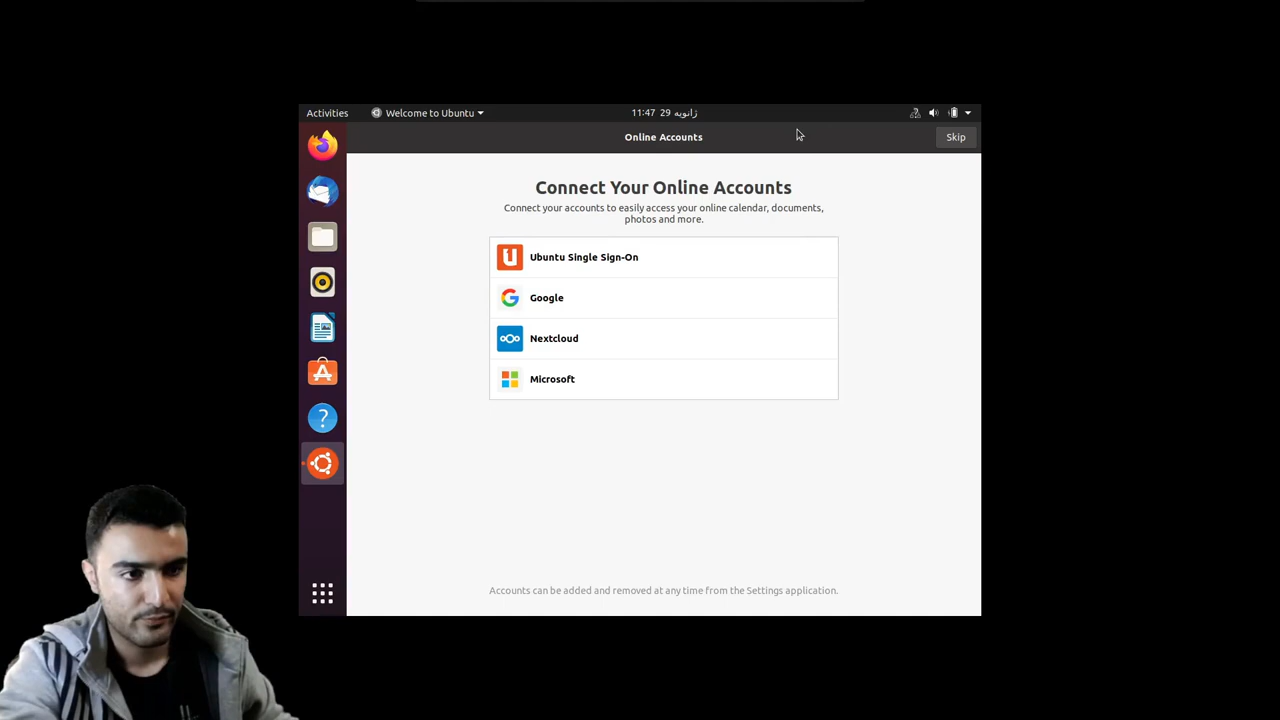 Activities
Welcome to Ubuntu
11:47 29 ژانویه
Online Accounts
Skip
Connect Your Online Accounts
Connect your accounts to easily access your online calendar, documents,
photos and more.
Ubuntu Single Sign-On
Google
Nextcloud
Microsoft
Accounts can be added and removed at any time from the Settings application.